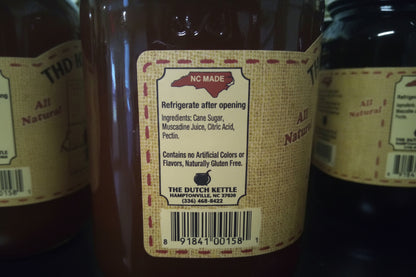 NC MADE
Refrigerate after opening
Ingredients: Cane Sugar,
Muscadine Juice, Citric Acid,
Pectin.
Contains no Artificial Colors or
Flavors, Naturally Gluten Free.
THE DUTCH KETTLE
HAMPTONVILLE, NC 27020
(336) 468-8422
8 91841 00158 1
All
Natural
THD
All
Natural